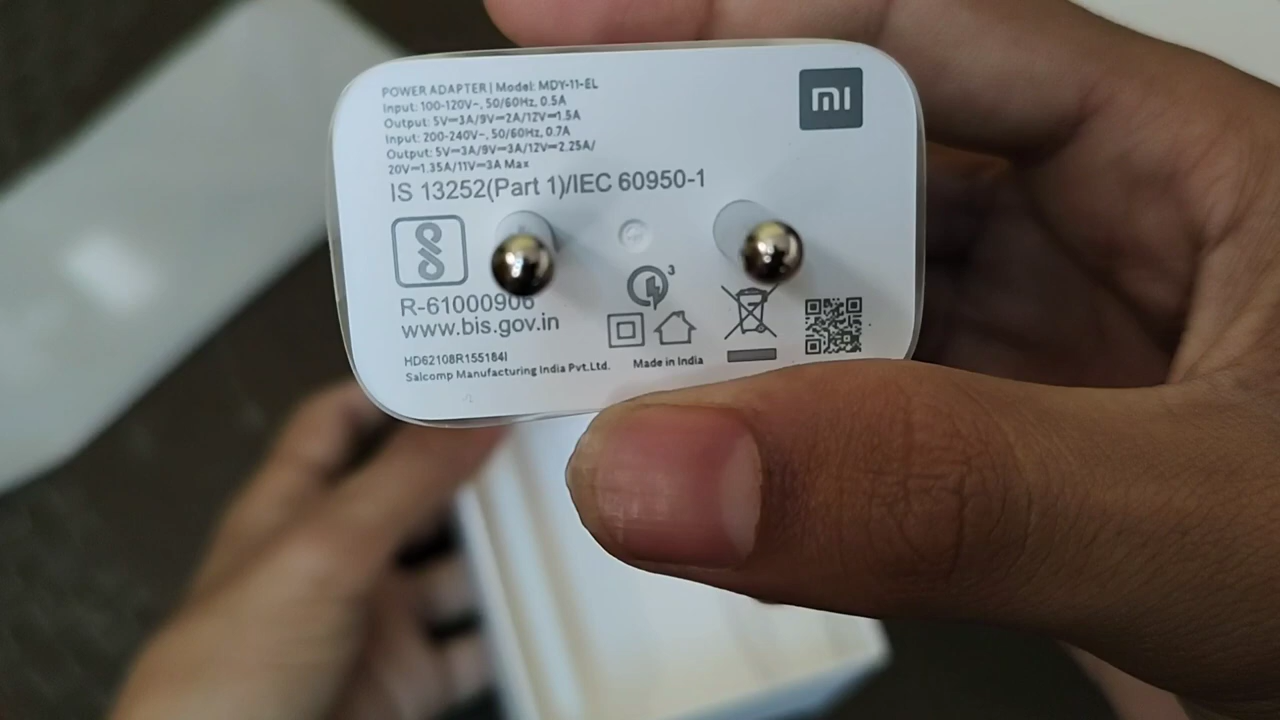 POWER ADAPTER | Model: MDY-11-EL
Input: 100-120V~, 50/60Hz, 0.5A
Output: 5V⎓3A/9V⎓2A/12V⎓1.5A
Input: 200-240V~, 50/60Hz, 0.7A
Output: 5V⎓3A/9V⎓3A/12V⎓2.25A/
20V⎓1.35A/11V⎓3A Max
mi
IS 13252(Part 1)/IEC 60950-1
3
R-61000906
www.bis.gov.in
HD62108R155184I
Salcomp Manufacturing India Pvt.Ltd. Made in India